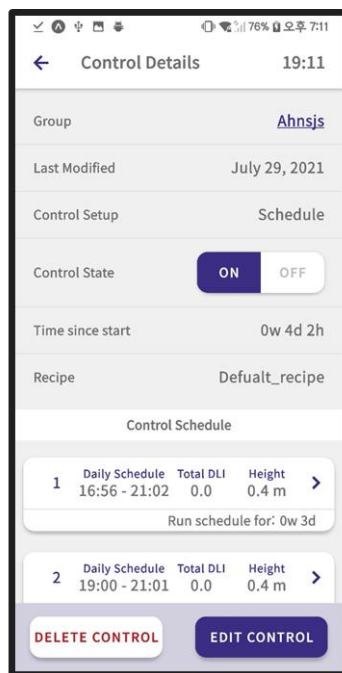 76% 오후 7:11
Control Details 19:11
Group Ahnsjs
Last Modified July 29, 2021
Control Setup Schedule
Control State ON OFF
Time since start 0w 4d 2h
Recipe Defualt_recipe
Control Schedule
Daily Schedule Total DLI Height
1 16:56 - 21:02 0.0 0.4 m
Run schedule for: 0w 3d
Daily Schedule Total DLI Height
2 19:00 - 21:01 0.0 0.4 m
DELETE CONTROL EDIT CONTROL